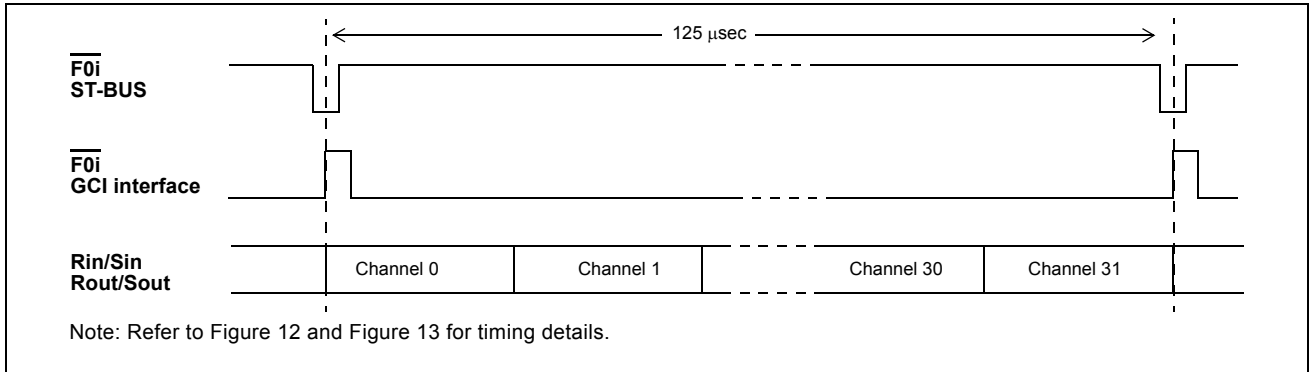 125 μsec
F0i
ST-BUS
F0i
GCI interface
Rin/Sin
Rout/Sout
Channel 0
Channel 1
Channel 30
Channel 31
Note: Refer to Figure 12 and Figure 13 for timing details.